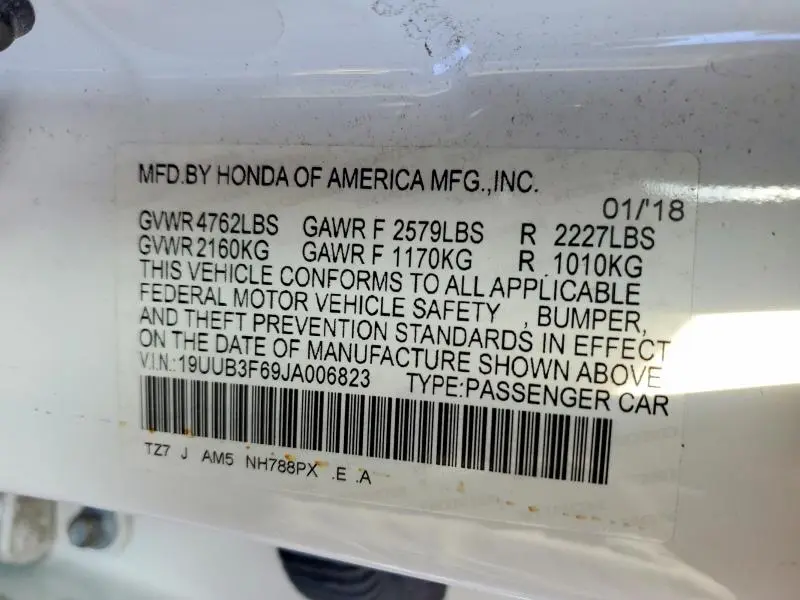 MFD.BY HONDA OF AMERICA MFG.,INC.
01/'18
GVWR 4762LBS GAWR F 2579LBS R 2227LBS
GVWR 2160KG GAWR F 1170KG R 1010KG
THIS VEHICLE CONFORMS TO ALL APPLICABLE
FEDERAL MOTOR VEHICLE SAFETY , BUMPER,
AND THEFT PREVENTION STANDARDS IN EFFECT
ON THE DATE OF MANUFACTURE SHOWN ABOVE
V.I.N.:19UUB3F69JA006823 TYPE:PASSENGER CAR
TZ7 J AM5 NH788PX .E .A